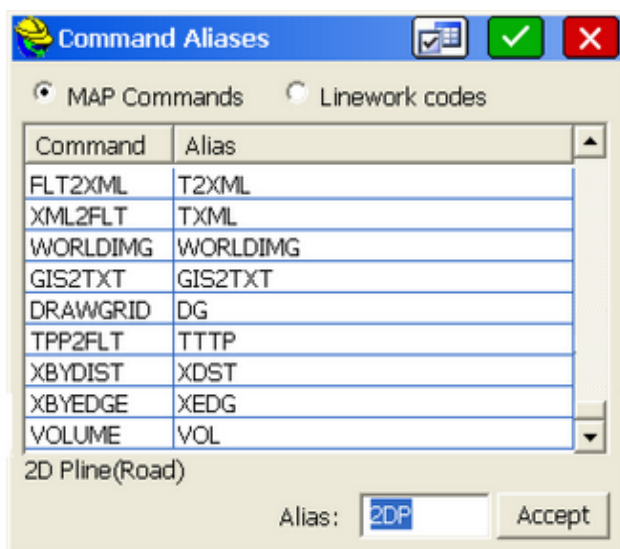 Command Aliases
MAP Commands Linework codes
Command Alias
FLT2XML T2XML
XML2FLT TXML
WORLDIMG WORLDIMG
GIS2TXT GIS2TXT
DRAWGRID DG
TPP2FLT TTTP
XBYDIST XDST
XBYEDGE XEDG
VOLUME VOL
2D Pline(Road)
Alias: 2DP Accept